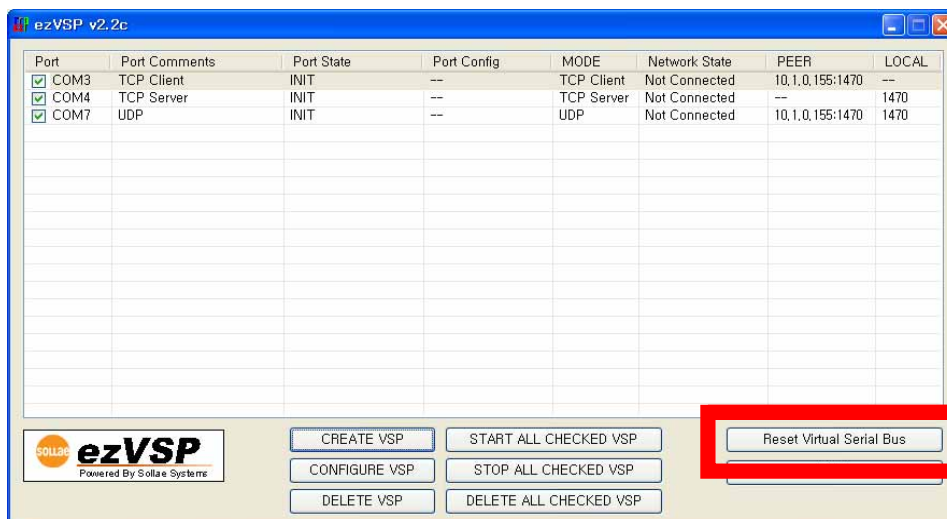 ezVSP v2.2c
Port Port Comments Port State Port Config MODE Network State PEER LOCAL
COM3 TCP Client INIT -- TCP Client Not Connected 10,1,0,155:1470 --
COM4 TCP Server INIT -- TCP Server Not Connected -- 1470
COM7 UDP INIT -- UDP Not Connected 10,1,0,155:1470 1470
SOLLAE ezVSP
Powered By Sollae Systems
CREATE VSP START ALL CHECKED VSP Reset Virtual Serial Bus
CONFIGURE VSP STOP ALL CHECKED VSP
DELETE VSP DELETE ALL CHECKED VSP